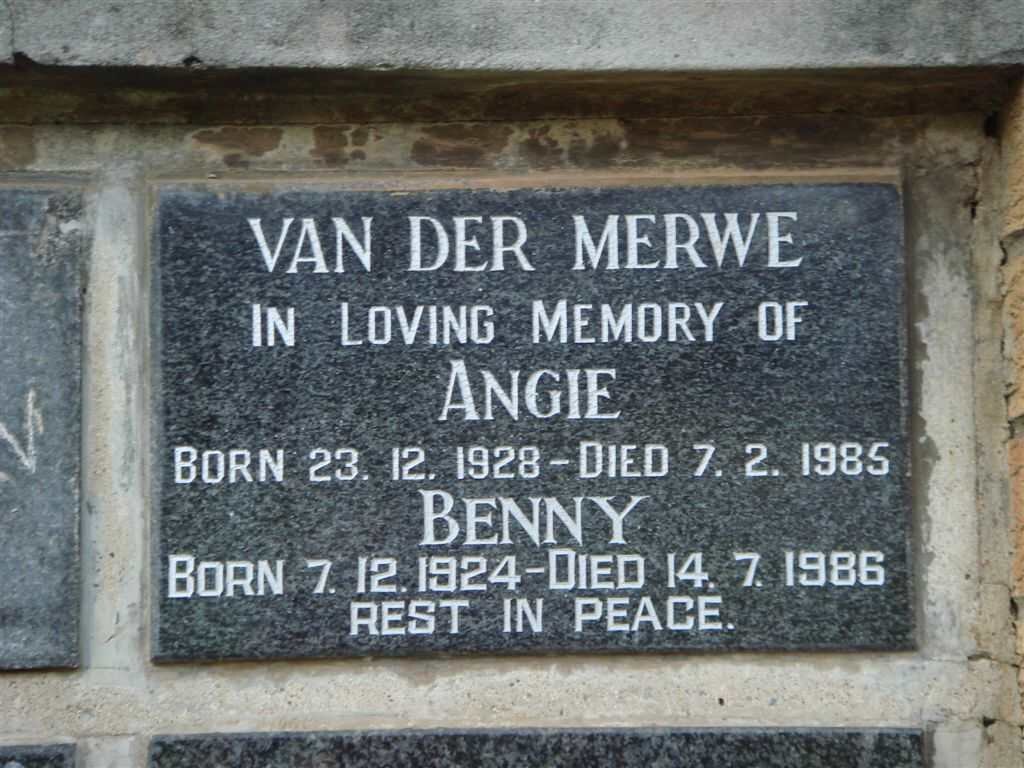 VAN DER MERWE
IN LOVING MEMORY OF
ANGIE
BORN 23. 12. 1928 - DIED 7. 2. 1985
BENNY
BORN 7. 12. 1924 - DIED 14. 7. 1986
REST IN PEACE.